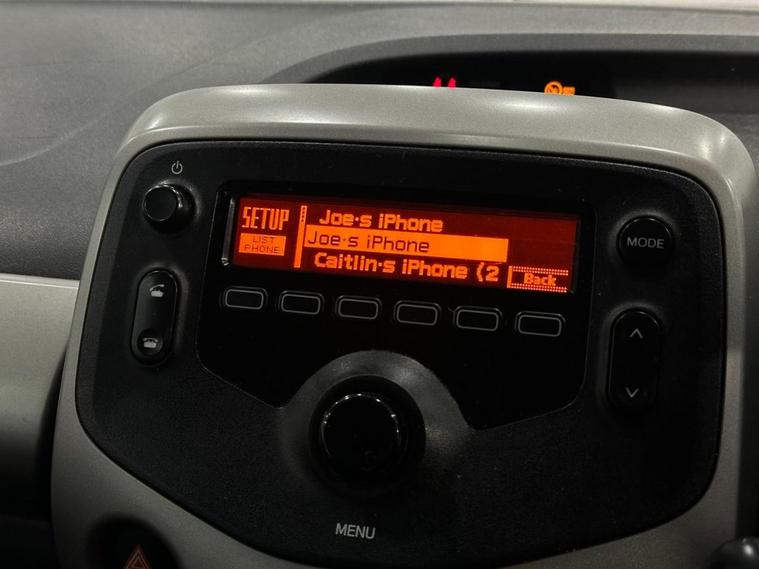 SETUP
LIST
PHONE
Joe·s iPhone
Joe·s iPhone
Caitlin·s iPhone (2
Back
MODE
MENU